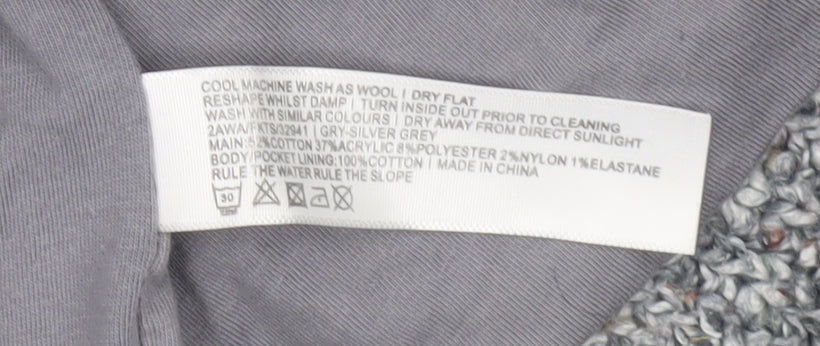 COOL MACHINE WASH AS WOOL | DRY FLAT
RESHAPE WHILST DAMP | TURN INSIDE OUT PRIOR TO CLEANING
WASH WITH SIMILAR COLOURS | DRY AWAY FROM DIRECT SUNLIGHT
2AWA/FKTS/32941 | GRY-SILVER GREY
MAIN:52%COTTON 37%ACRYLIC 8%POLYESTER 2%NYLON 1%ELASTANE
BODY/POCKET LINING:100%COTTON | MADE IN CHINA
RULE THE WATER RULE THE SLOPE
30